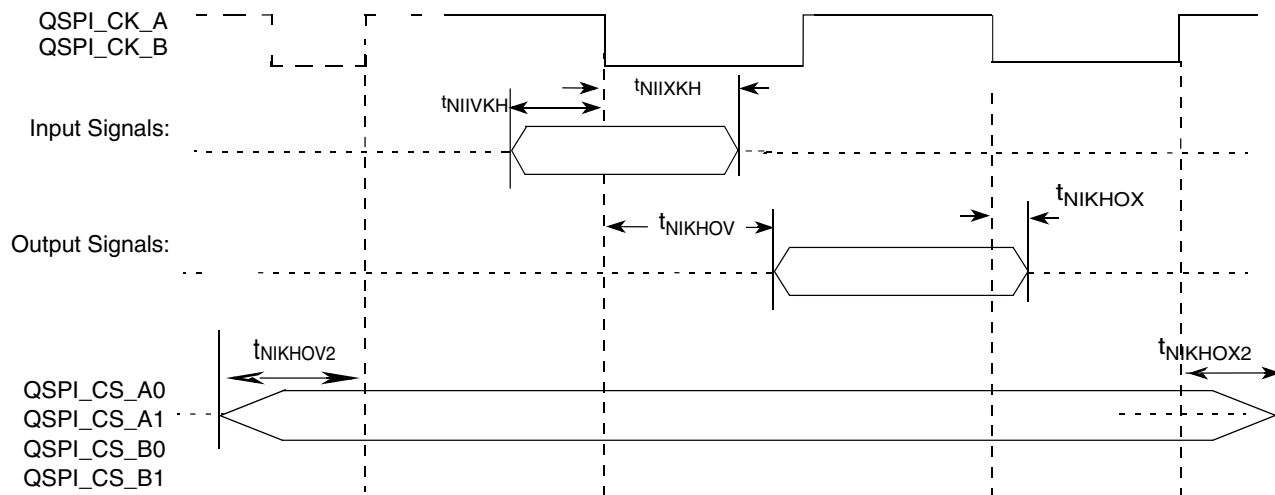 QSPI_CK_A
QSPI_CK_B
tNIIVKH
tNIIXKH
Input Signals:
tNIKHOV
tNIKHOX
Output Signals:
tNIKHOV2
tNIKHOX2
QSPI_CS_A0
QSPI_CS_A1
QSPI_CS_B0
QSPI_CS_B1